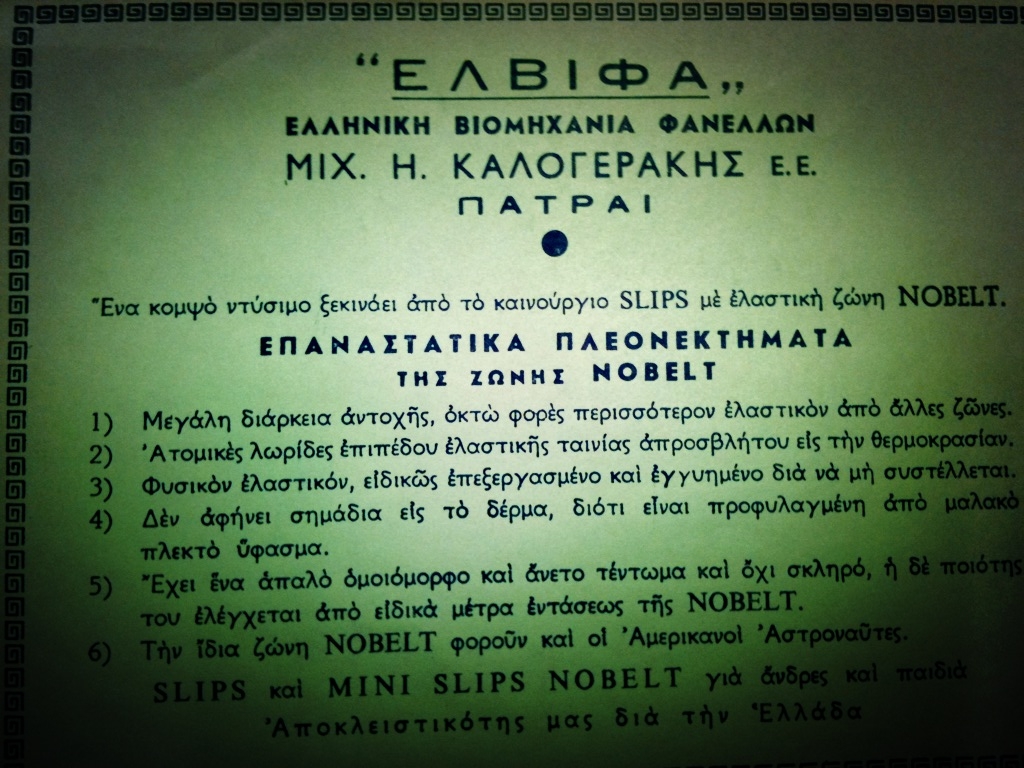 “ΕΛΒΙΦΑ„
ΕΛΛΗΝΙΚΗ ΒΙΟΜΗΧΑΝΙΑ ΦΑΝΕΛΛΩΝ
ΜΙΧ. Η. ΚΑΛΟΓΕΡΑΚΗΣ Ε.Ε.
ΠΑΤΡΑΙ
Ἕνα κομψὸ ντύσιμο ξεκινάει ἀπὸ τὸ καινούργιο SLIPS μὲ ἐλαστικὴ ζώνη NOBELT.
ΕΠΑΝΑΣΤΑΤΙΚΑ ΠΛΕΟΝΕΚΤΗΜΑΤΑ
ΤΗΣ ΖΩΝΗΣ NOBELT
1) Μεγάλη διάρκεια ἀντοχῆς, ὀκτὼ φορὲς περισσότερον ἐλαστικὸν ἀπὸ ἄλλες ζῶνες.
2) Ἀτομικὲς λωρίδες ἐπιπέδου ἐλαστικῆς ταινίας ἀπροσβλήτου εἰς τὴν θερμοκρασίαν.
3) Φυσικὸν ἐλαστικόν, εἰδικῶς ἐπεξεργασμένο καὶ ἐγγυημένο διὰ νὰ μὴ συστέλλεται.
4) Δὲν ἀφήνει σημάδια εἰς τὸ δέρμα, διότι εἶναι προφυλαγμένη ἀπὸ μαλακὸ
πλεκτὸ ὕφασμα.
5) Ἔχει ἕνα ἁπαλὸ ὁμοιόμορφο καὶ ἄνετο τέντωμα καὶ ὄχι σκληρό, ἡ δὲ ποιότης
του ἐλέγχεται ἀπὸ εἰδικὰ μέτρα ἐντάσεως τῆς NOBELT.
6) Τὴν ἴδια ζώνη NOBELT φοροῦν καὶ οἱ Ἀμερικανοὶ Ἀστροναῦτες.
SLIPS καὶ MINI SLIPS NOBELT γιὰ ἄνδρες καὶ παιδιὰ
Ἀποκλειστικότης μας διὰ τὴν Ἑλλάδα